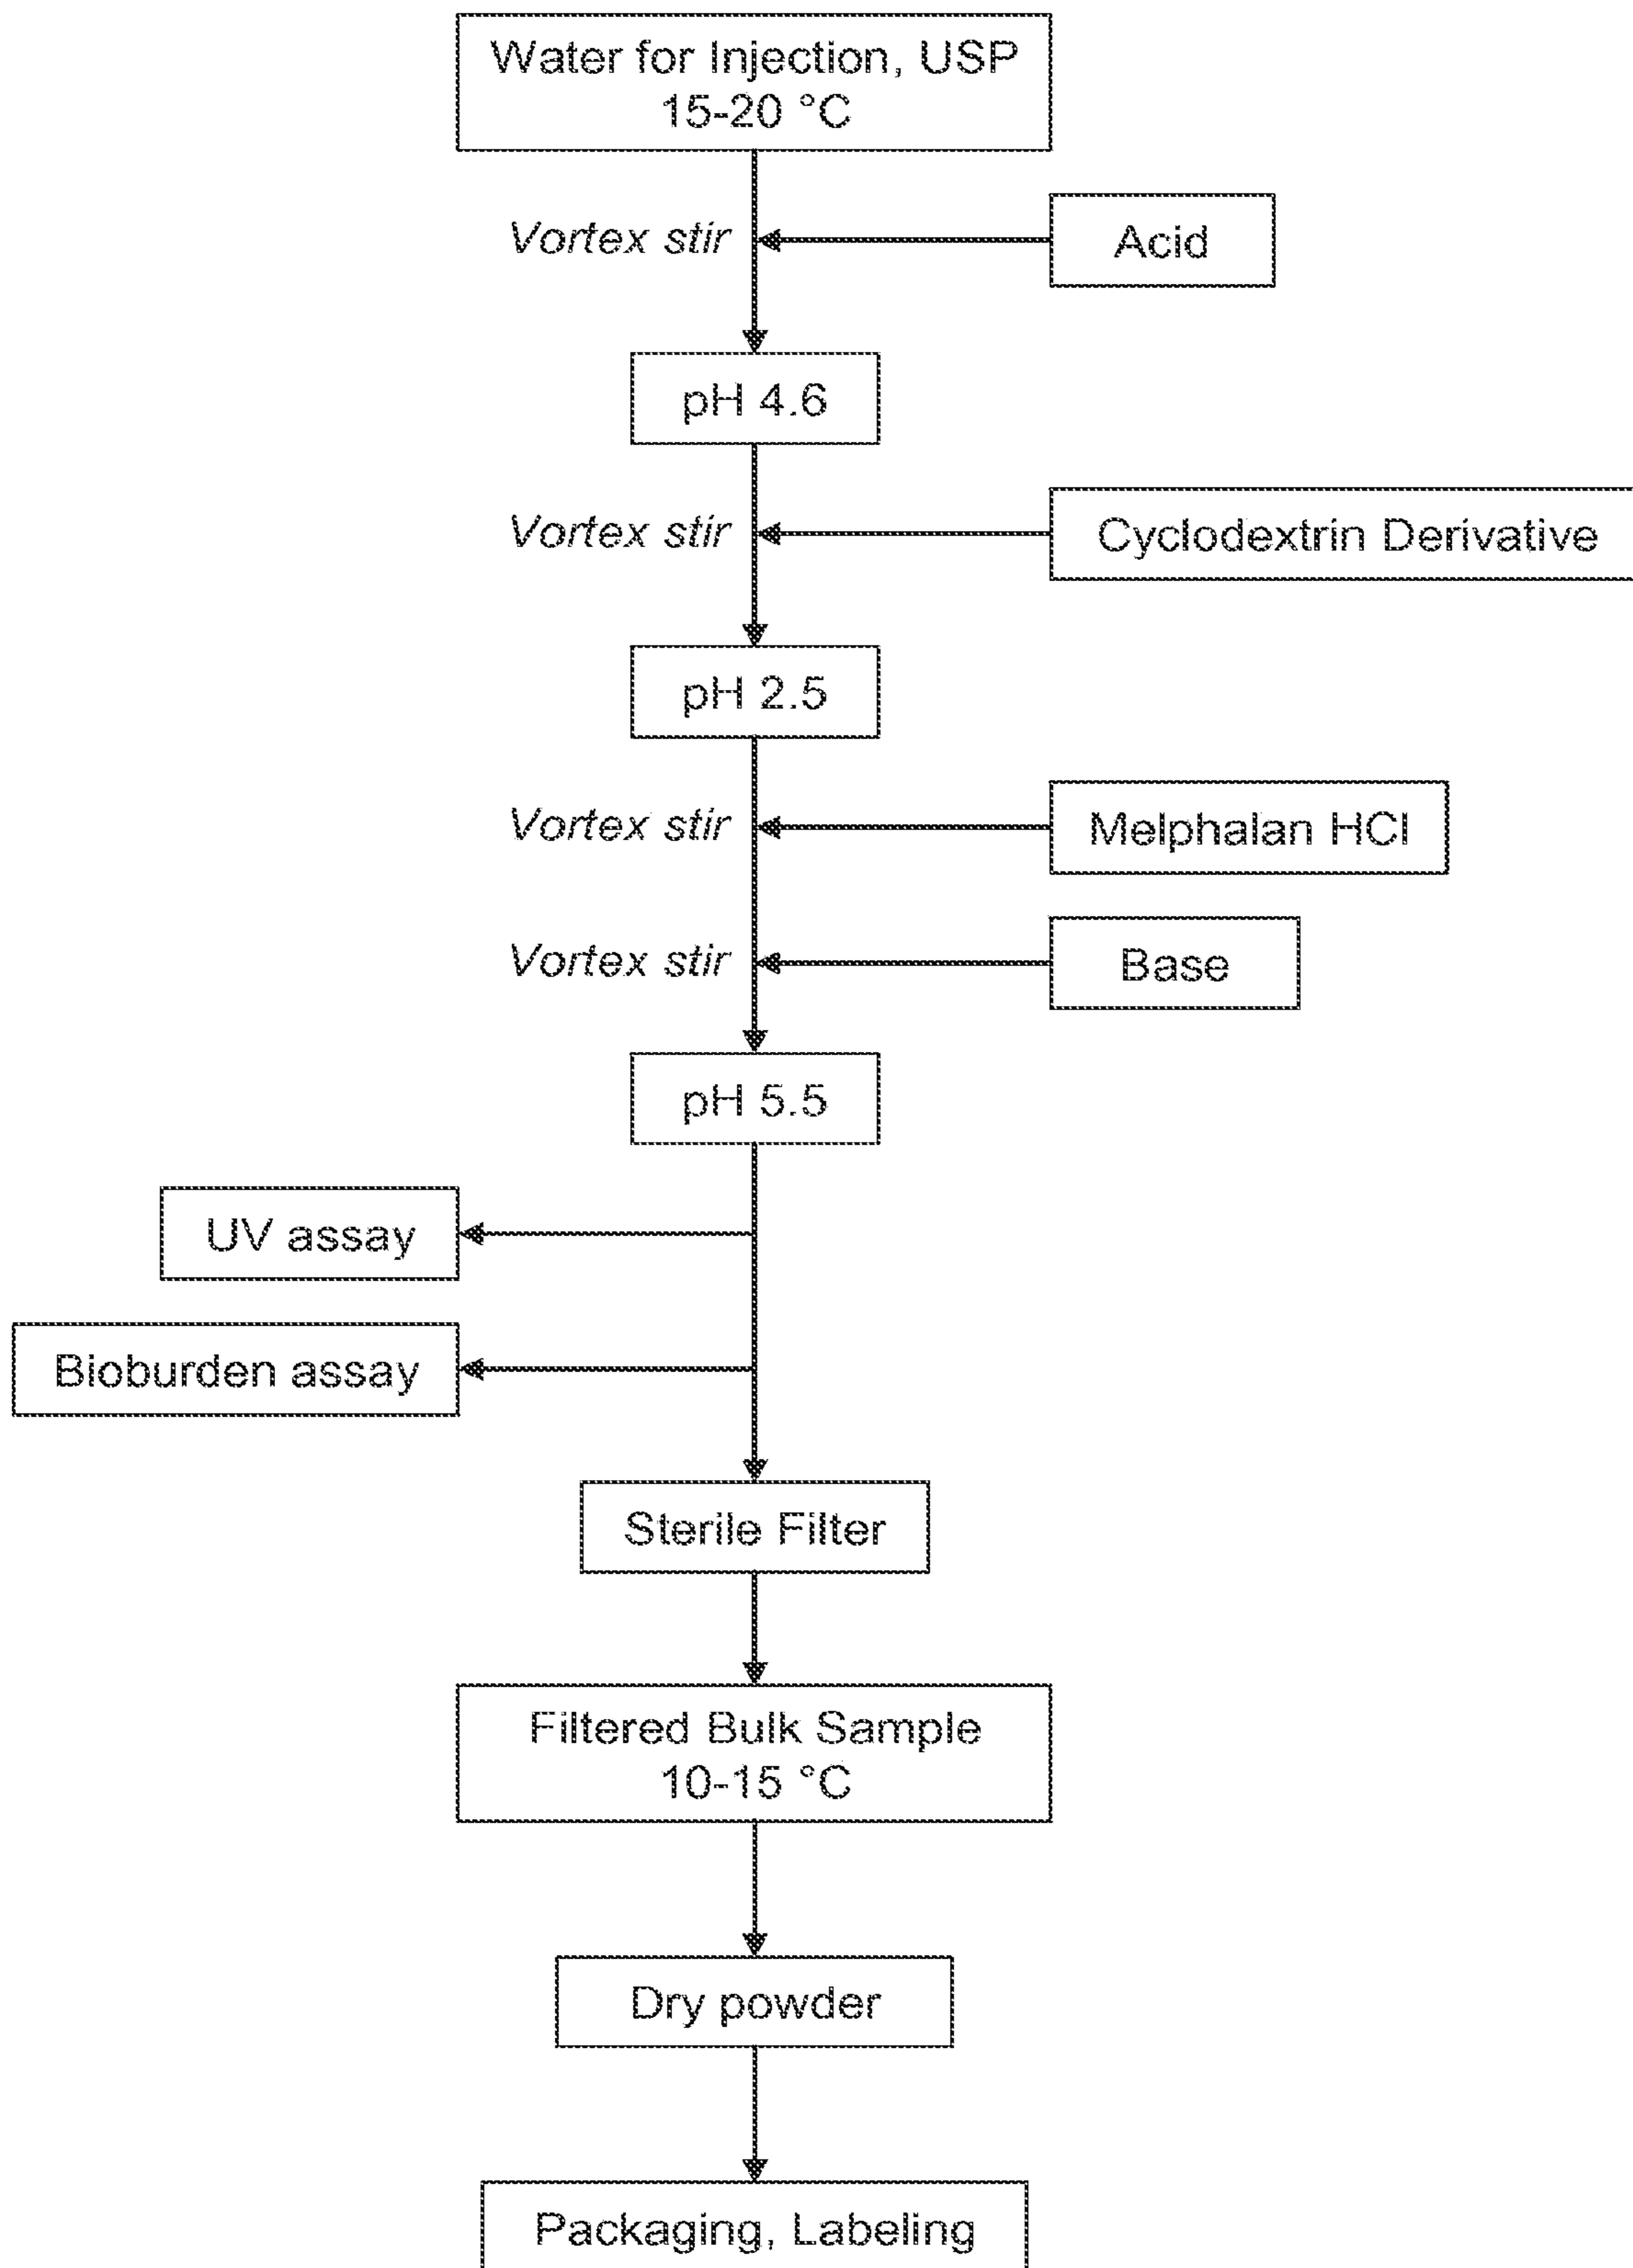 Water for Injection, USP
15-20 °C
Vortex stir
Acid
pH 4.6
Vortex stir
Cyclodextrin Derivative
pH 2.5
Vortex stir
Melphalan HCl
Vortex stir
Base
pH 5.5
UV assay
Bioburden assay
Sterile Filter
Filtered Bulk Sample
10-15 °C
Dry powder
Packaging, Labeling